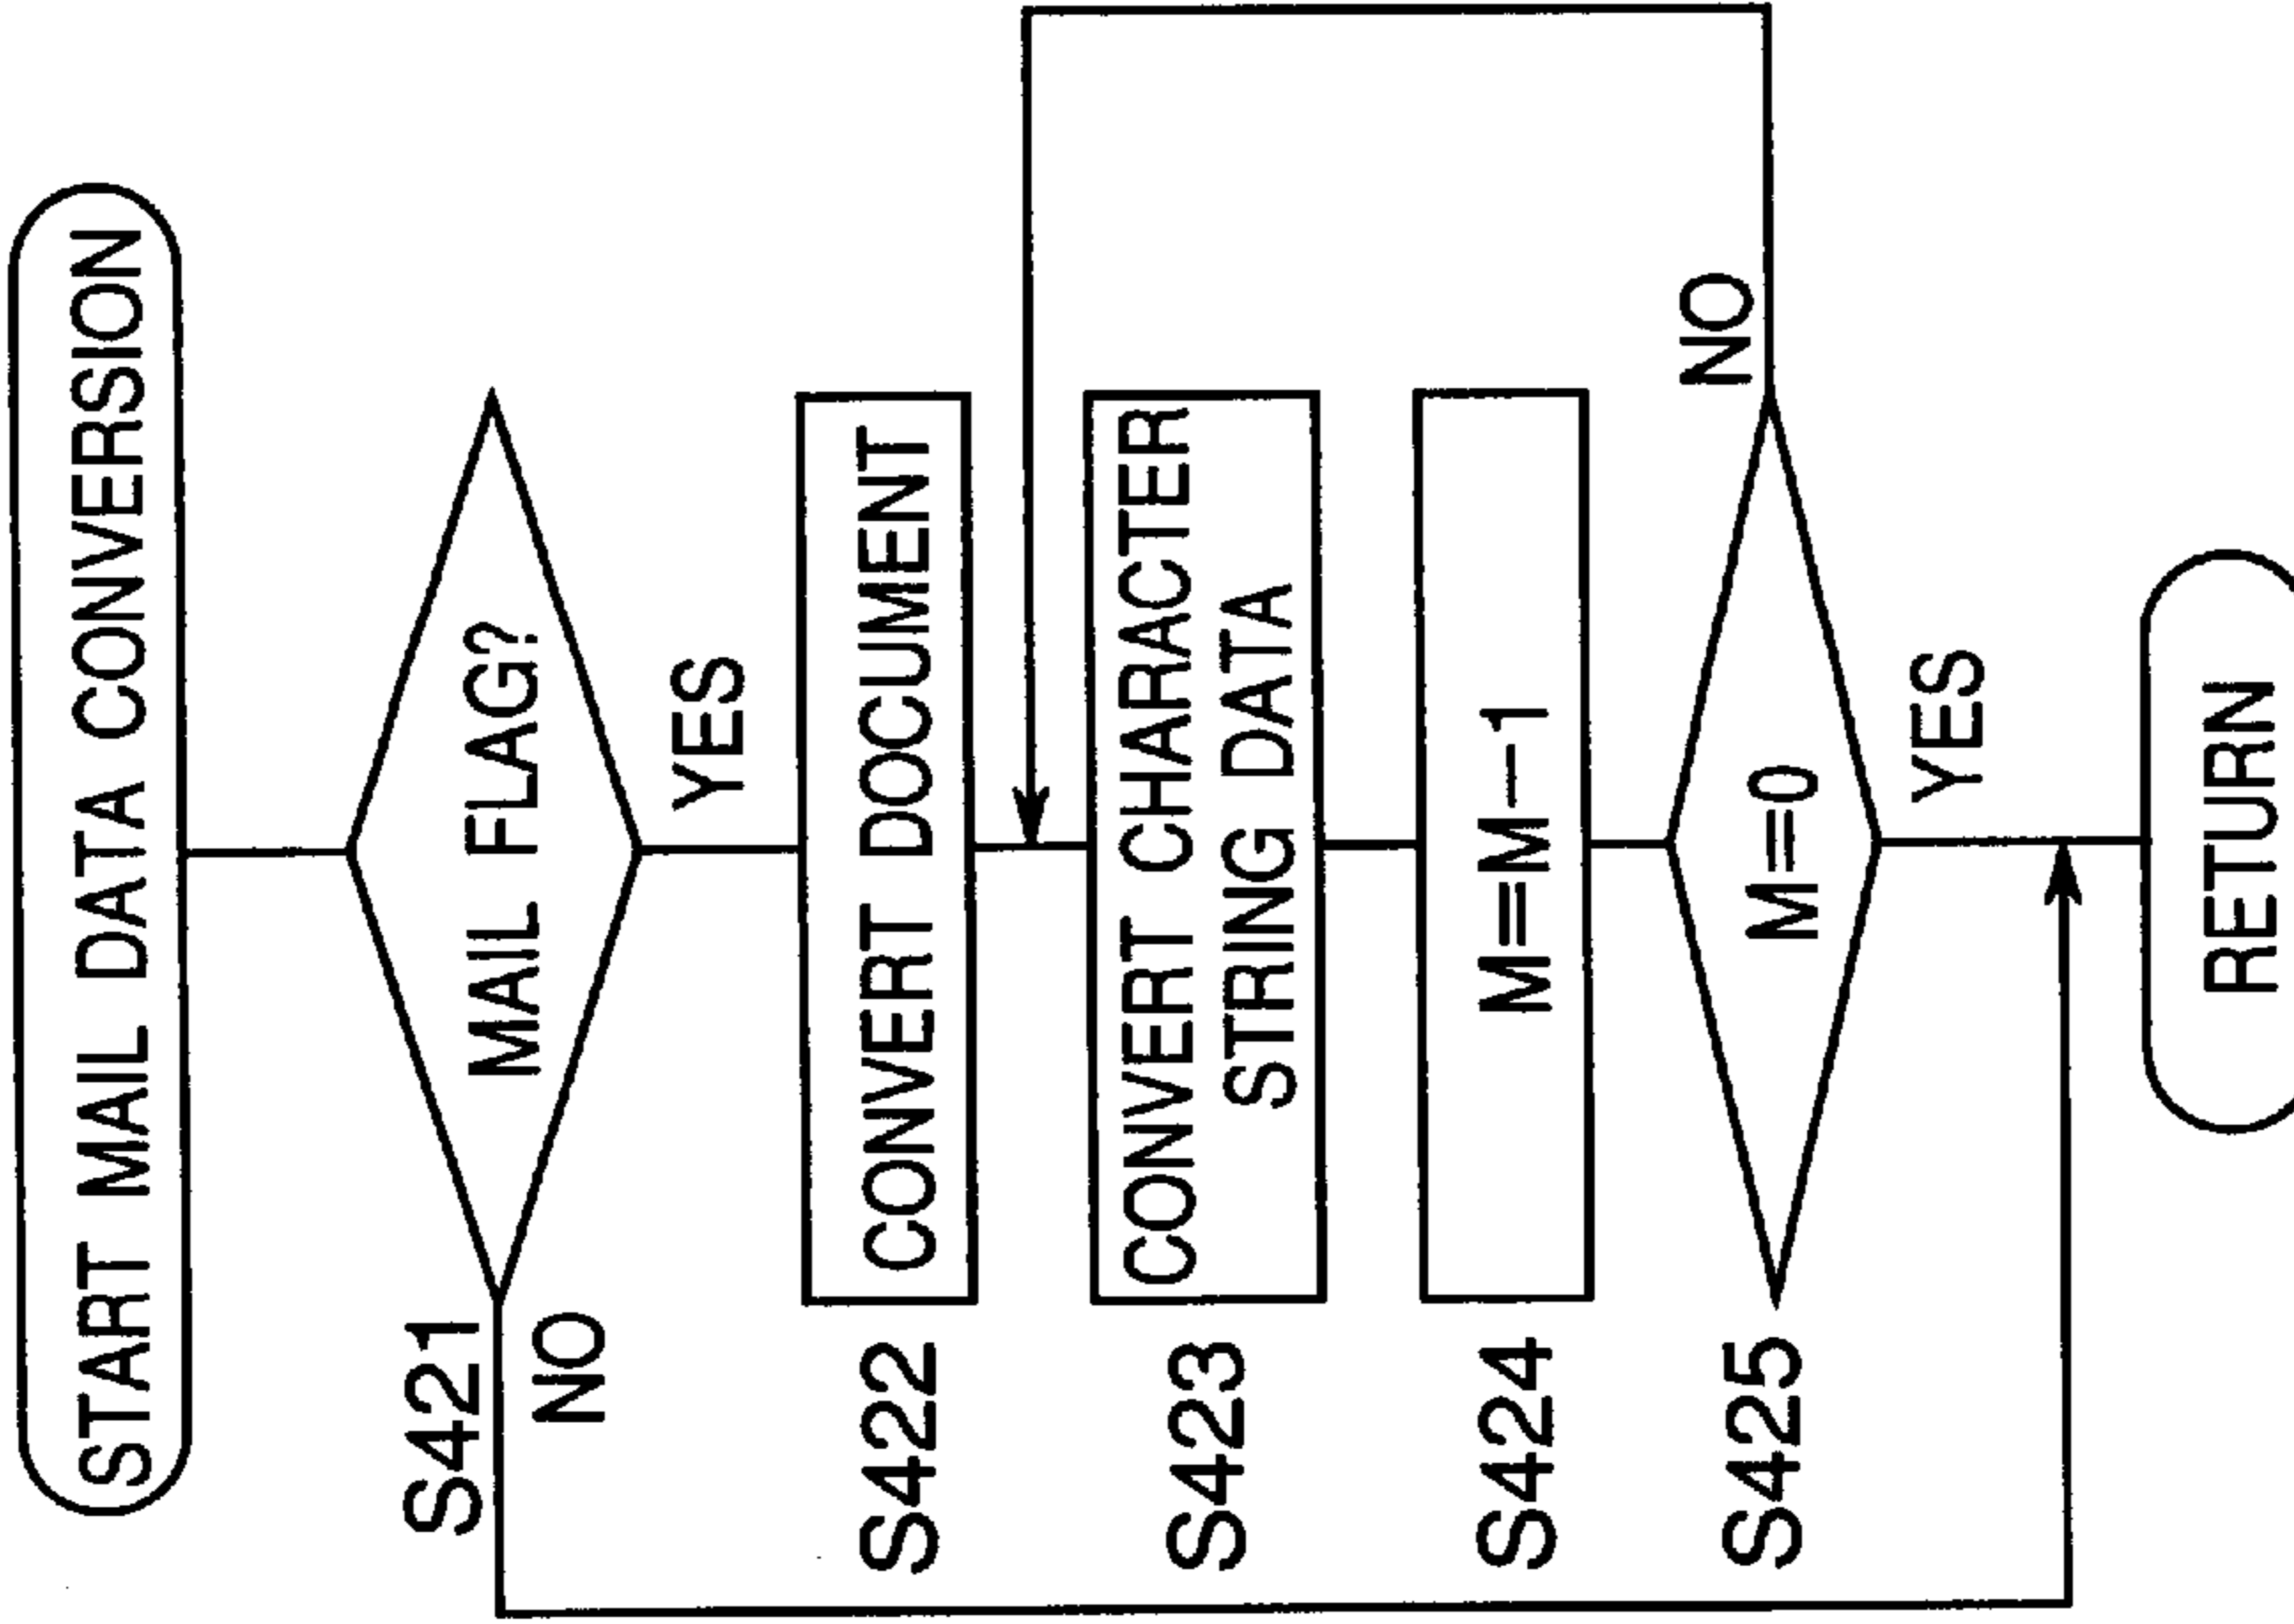 START MAIL DATA CONVERSION
S421
MAIL FLAG?
NO
YES
S422
CONVERT DOCUMENT
S423
CONVERT CHARACTER
STRING DATA
S424
M=M-1
S425
M=0
NO
YES
RETURN